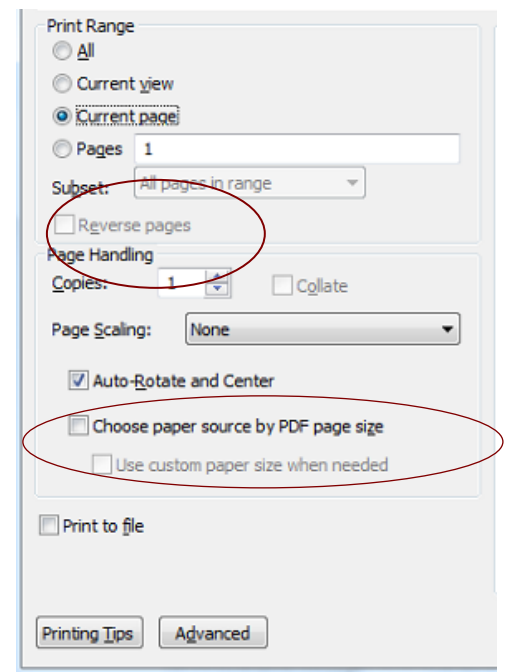 Print Range
All
Current view
Current page
Pages 1
Subset: All pages in range
Reverse pages
Page Handling
Copies: 1 Collate
Page Scaling: None
Auto-Rotate and Center
Choose paper source by PDF page size
Use custom paper size when needed
Print to file
Printing Tips Advanced